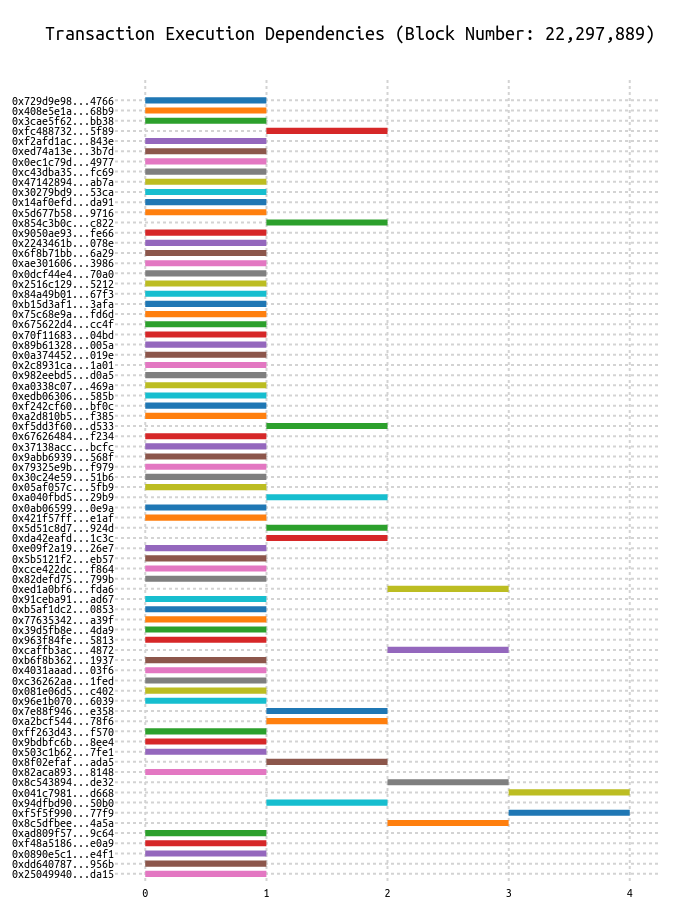 Transaction Execution Dependencies (Block Number: 22,297,889)
0x729d9e98...4766
0x408e5e1a...68b9
0x3cae5f62...bb38
0xfc488732...5f89
0xf2afd1ac...843e
0xed74a13e...3b7d
0x0ec1c79d...4977
0xc43dba35...fc69
0x47142894...ab7a
0x30279bd9...53ca
0x14af0efd...da91
0x5d677b58...9716
0x854c3b0c...c822
0x9050ae93...fe66
0x2243461b...078e
0x6f8b71bb...6a29
0xae301606...3986
0x0dcf44e4...70a0
0x2516c129...5212
0x84a49b01...67f3
0xb15d3af1...3afa
0x75c68e9a...fd6d
0x675622d4...cc4f
0x70f11683...04bd
0x89b61328...005a
0x0a374452...019e
0x2c8931ca...1a01
0x982eebd5...d0a5
0xa0338c07...469a
0xedb06306...585b
0xf242cf60...bf0c
0xa2d810b5...f385
0xf5dd3f60...d533
0x67626484...f234
0x37138acc...bcfc
0x9abb6939...568f
0x79325e9b...f979
0x30c24e59...51b6
0x05af057c...5fb9
0xa040fbd5...29b9
0x0ab06599...0e9a
0x421f57ff...e1af
0x5d51c8d7...924d
0xda42eafd...1c3c
0xe09f2a19...26e7
0x5b5121f2...eb57
0xcce422dc...f864
0x82defd75...799b
0xed1a0bf6...fda6
0x91ceba91...ad67
0xb5af1dc2...0853
0x77635342...a39f
0x39d5fb8e...4da9
0x963f84fe...5813
0xcaffb3ac...4872
0xb6f8b362...1937
0x4031aaad...03f6
0xc36262aa...1fed
0x081e06d5...c402
0x96e1b070...6039
0x7e88f946...e358
0xa2bcf544...78f6
0xff263d43...f570
0x9bdbfc6b...8ee4
0x503c1b62...7fe1
0x8f02efaf...ada5
0x82aca893...8148
0x8c543894...de32
0x041c7981...d668
0x94dfbd90...50b0
0xf5f5f990...77f9
0x8c5dfbee...4a5a
0xad809f57...9c64
0xf48a5186...e0a9
0x0890e5c1...e4f1
0xdd640787...956b
0x25049940...da15
0 1 2 3 4